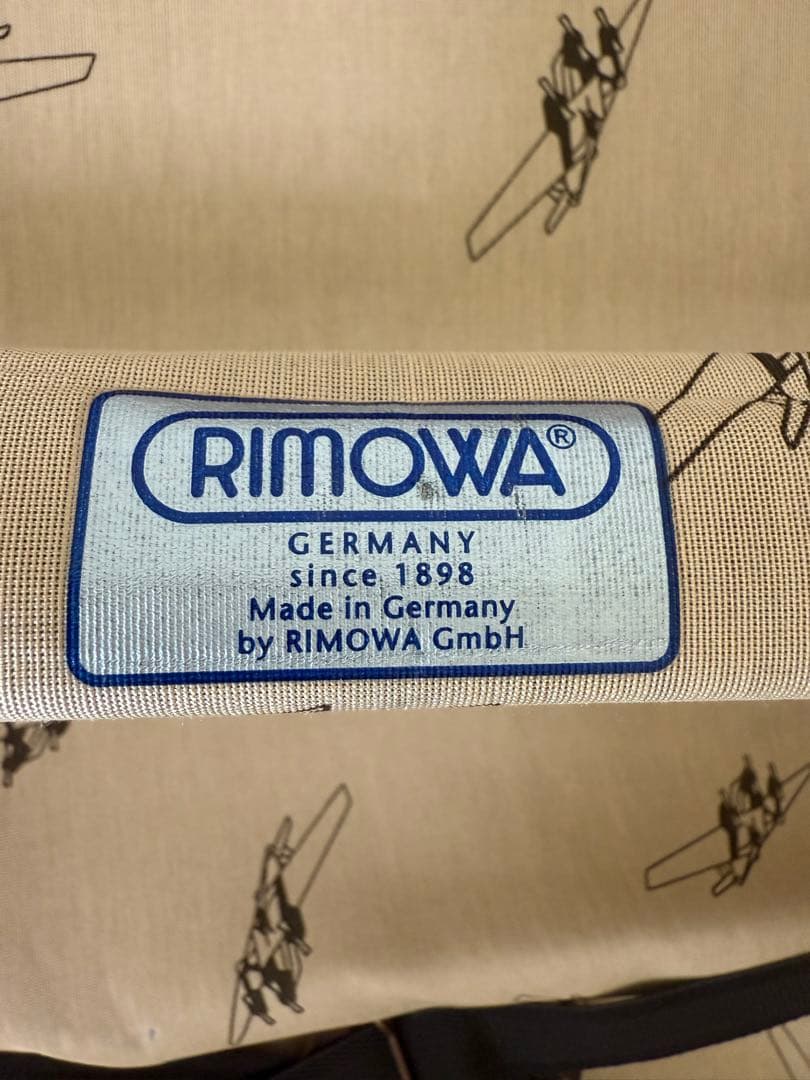 RIMOWA®
GERMANY
since 1898
Made in Germany
by RIMOWA GmbH